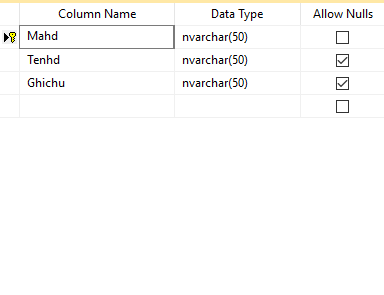 Column Name Data Type Allow Nulls
Mahd nvarchar(50)
Tenhd nvarchar(50)
Ghichu nvarchar(50)